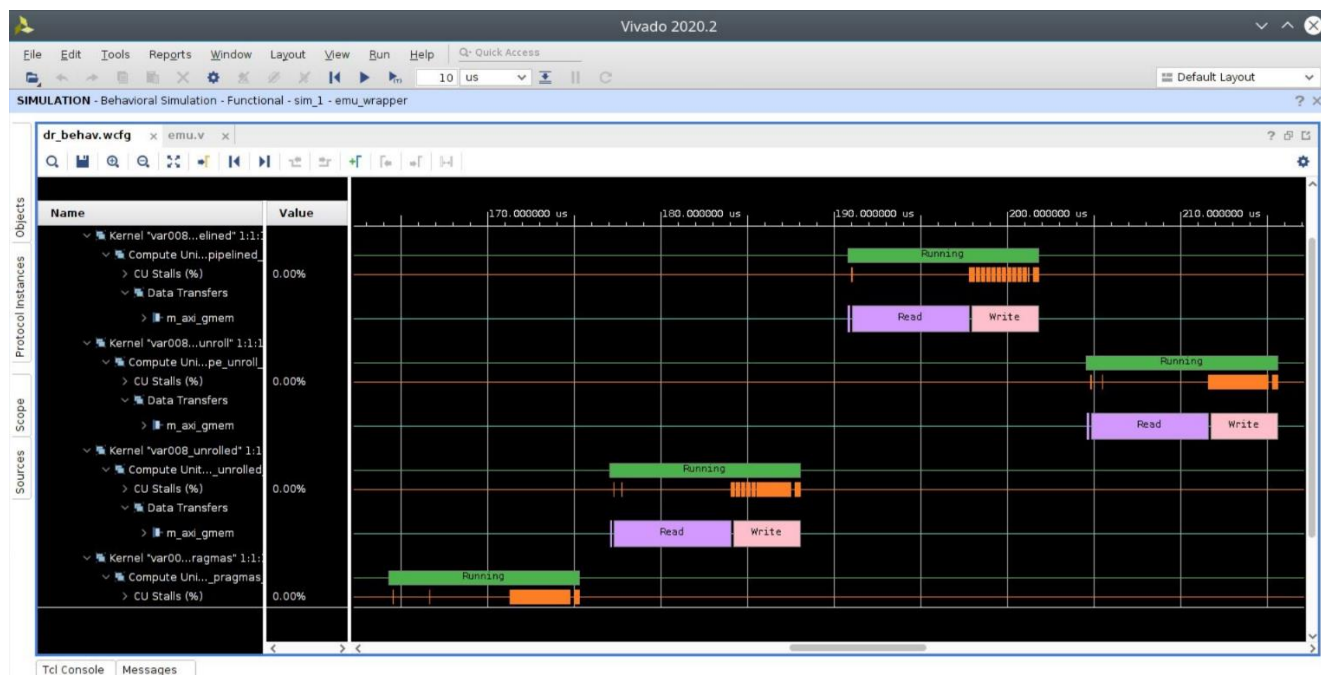 Vivado 2020.2
File Edit Tools Reports Window Layout View Run Help Q- Quick Access
10 us Default Layout
SIMULATION - Behavioral Simulation - Functional - sim_1 - emu_wrapper ? X
dr_behav.wcfg x emu.v x ?
Objects
Protocol Instances
Scope
Sources
Name Value
170.000000 us 180.000000 us 190.000000 us 200.000000 us 210.000000 us
Kernel "var008...elined" 1:1:1
Compute Uni...pipelined_ Running
CU Stalls (%) 0.00%
Data Transfers
m_axi_gmem Read Write
Kernel "var008...unroll" 1:1:1
Compute Uni...pe_unroll_ Running
CU Stalls (%) 0.00%
Data Transfers
m_axi_gmem Read Write
Kernel "var008_unrolled" 1:1
Compute Unit..._unrolled Running
CU Stalls (%) 0.00%
Data Transfers
m_axi_gmem Read Write
Kernel "var00...ragmas" 1:1:
Compute Uni..._pragmas Running
CU Stalls (%) 0.00%
Tcl Console Messages